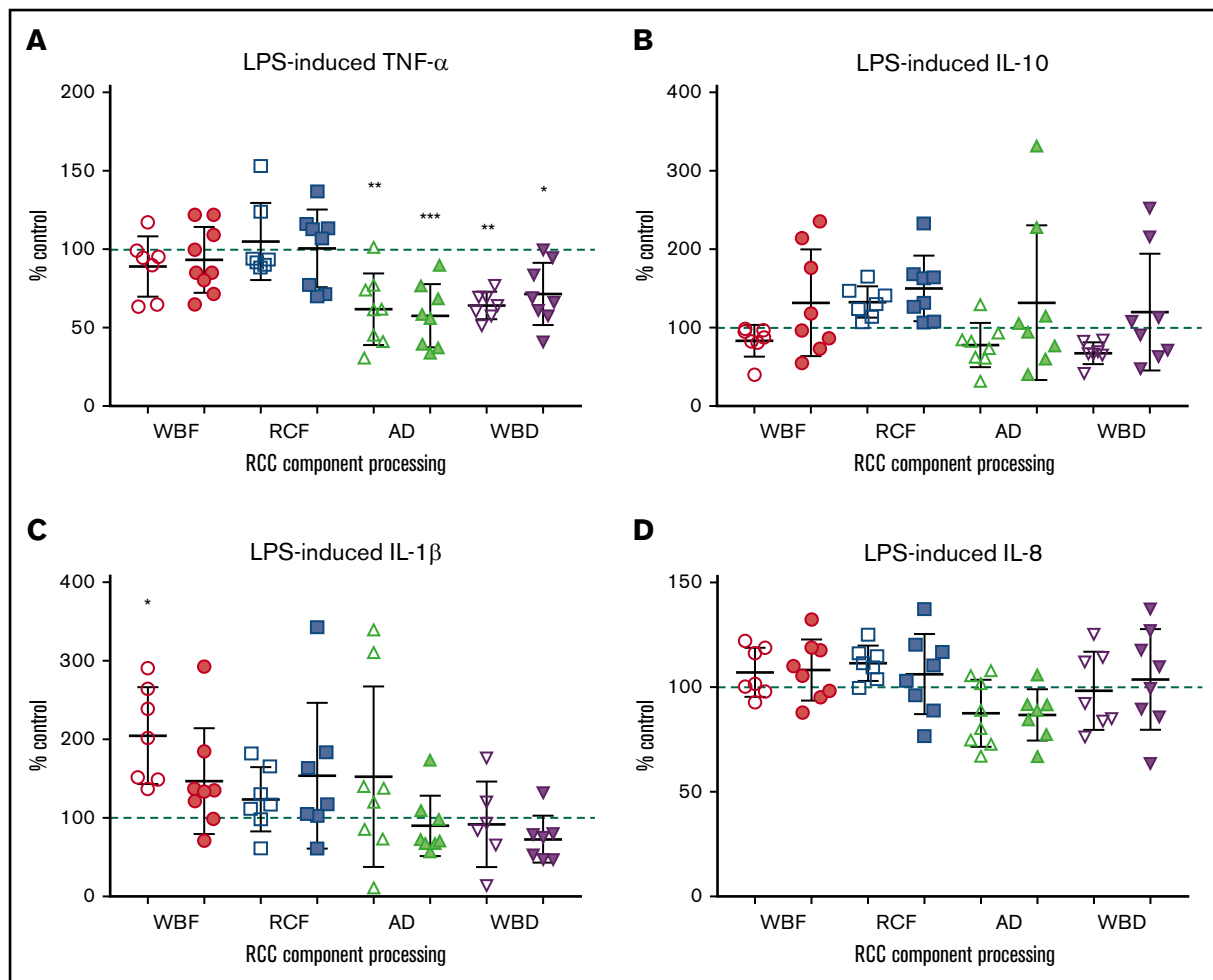 A
LPS-induced TNF-α
% control
200
150
100
50
0
**
***
**
*
WBF RCF AD WBD
RCC component processing
B
LPS-induced IL-10
% control
400
300
200
100
0
WBF RCF AD WBD
RCC component processing
C
LPS-induced IL-1β
% control
400
300
200
100
0
*
WBF RCF AD WBD
RCC component processing
D
LPS-induced IL-8
% control
150
100
50
0
WBF RCF AD WBD
RCC component processing